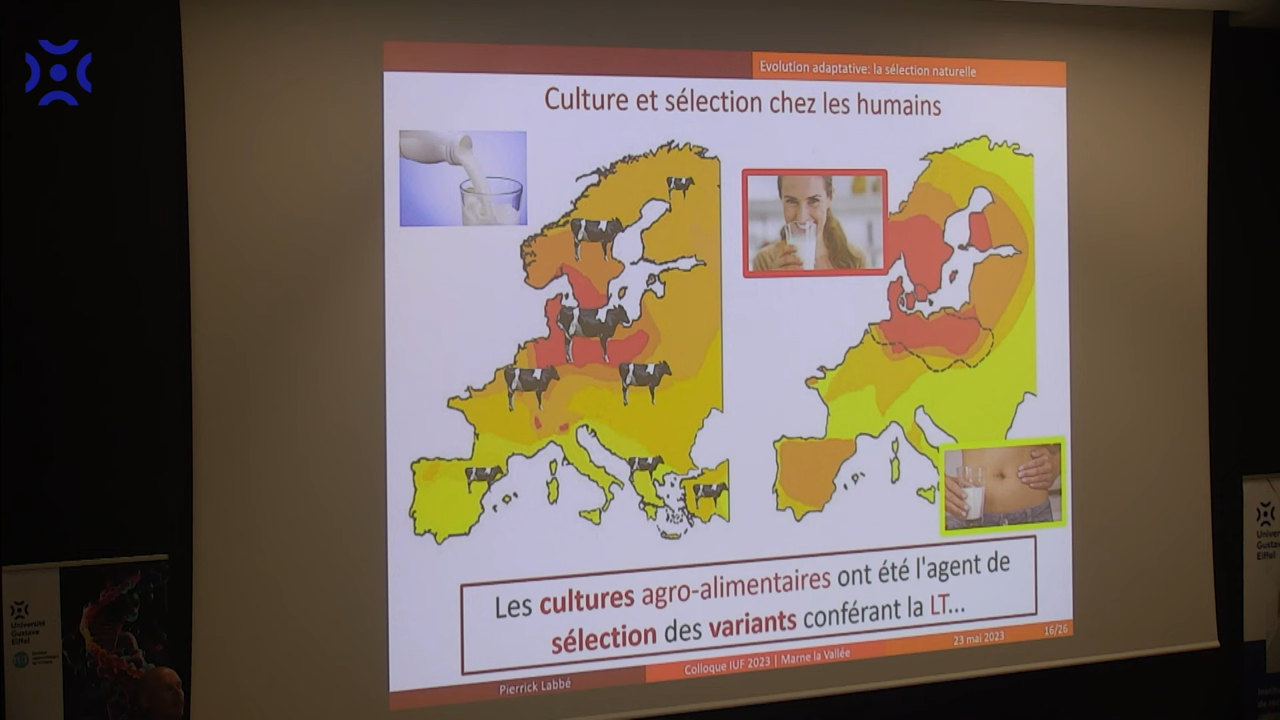 Evolution adaptative: la sélection naturelle
Culture et sélection chez les humains
Les cultures agro-alimentaires ont été l'agent de
sélection des variants conférant la LT...
Pierrick Labbé
Colloque IUF 2023 | Marne la Vallée
23 mai 2023
16/26
Université
Gustave
Eiffel